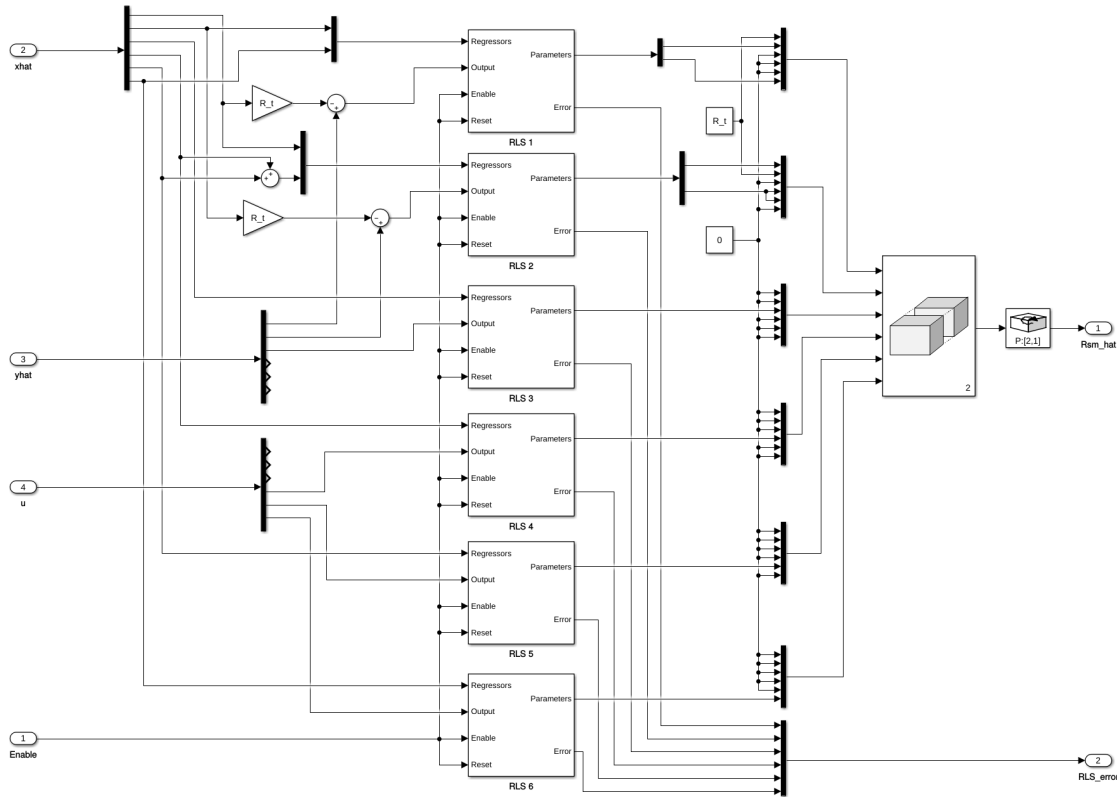 2
xhat
R_t
-
+
+
+
R_t
-
+
3
yhat
4
u
1
Enable
Regressors
Output
Enable
Reset
Parameters
Error
RLS 1
Regressors
Output
Enable
Reset
Parameters
Error
RLS 2
Regressors
Output
Enable
Reset
Parameters
Error
RLS 3
Regressors
Output
Enable
Reset
Parameters
Error
RLS 4
Regressors
Output
Enable
Reset
Parameters
Error
RLS 5
Regressors
Output
Enable
Reset
Parameters
Error
RLS 6
R_t
0
2
P:[2,1]
1
Rsm_hat
2
RLS_error